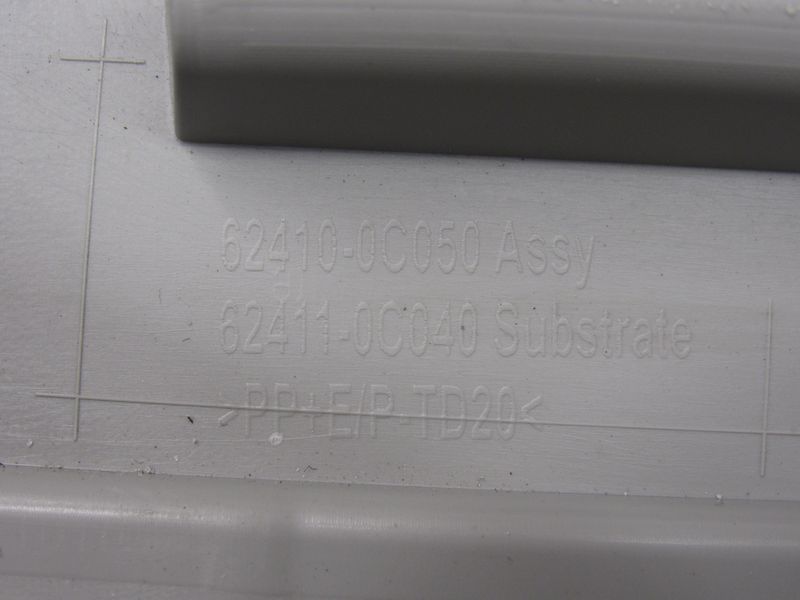 62410-0C050 Assy
62411-0C040 Substrate
>PP+E/P-TD20<